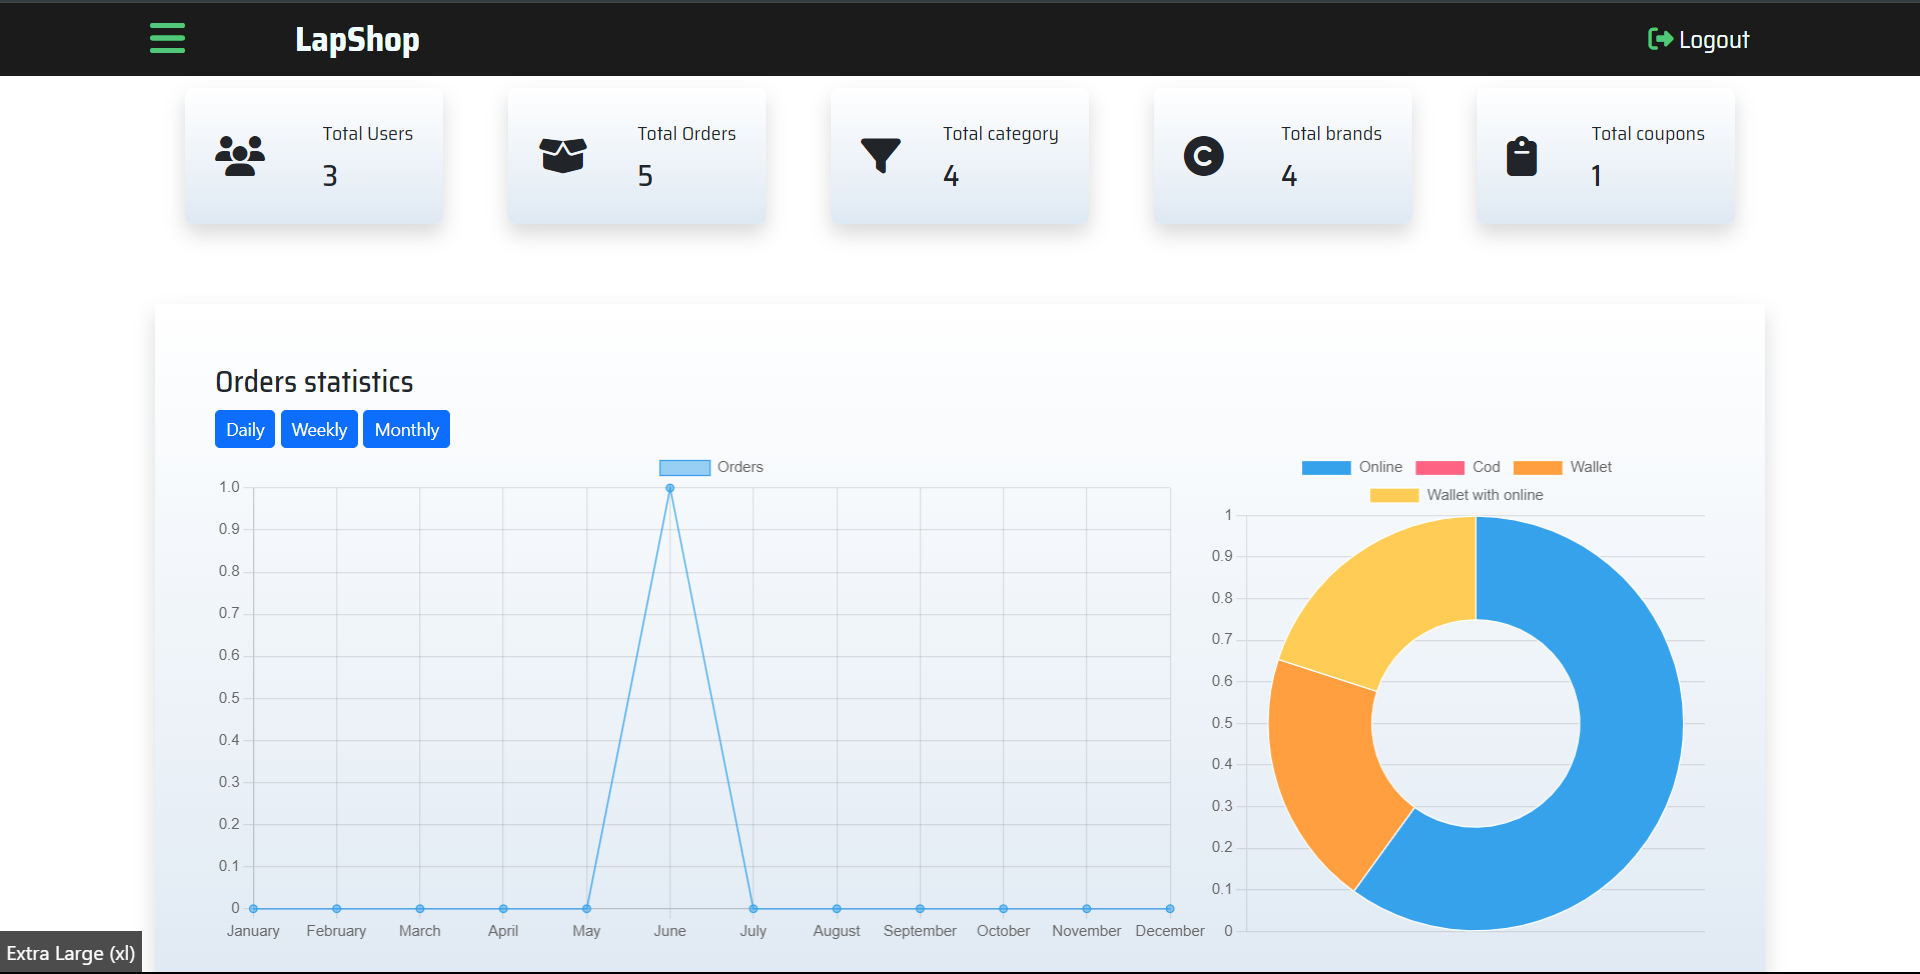 LapShop
Logout
Total Users
3
Total Orders
5
Total category
4
Total brands
4
Total coupons
1
Orders statistics
Daily Weekly Monthly
Orders
1.0
0.9
0.8
0.7
0.6
0.5
0.4
0.3
0.2
0.1
0
January February March April May June July August September October November December
Online Cod Wallet
Wallet with online
1
0.9
0.8
0.7
0.6
0.5
0.4
0.3
0.2
0.1
0
Extra Large (xl)